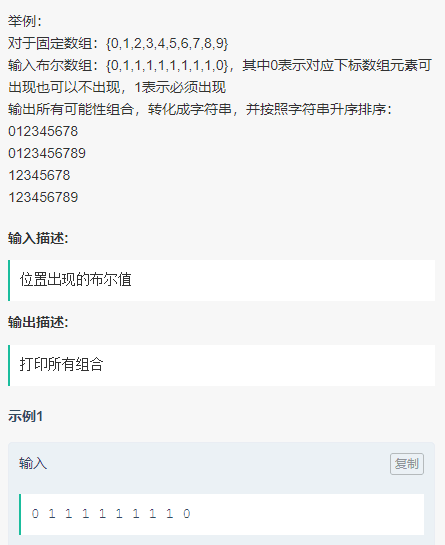 举例：
对于固定数组：{0,1,2,3,4,5,6,7,8,9}
输入布尔数组：{0,1,1,1,1,1,1,1,1,0}，其中0表示对应下标数组元素可
出现也可以不出现，1表示必须出现
输出所有可能性组合，转化成字符串，并按照字符串升序排序：
012345678
0123456789
12345678
123456789
输入描述:
位置出现的布尔值
输出描述:
打印所有组合
示例1
输入
复制
0 1 1 1 1 1 1 1 1 0